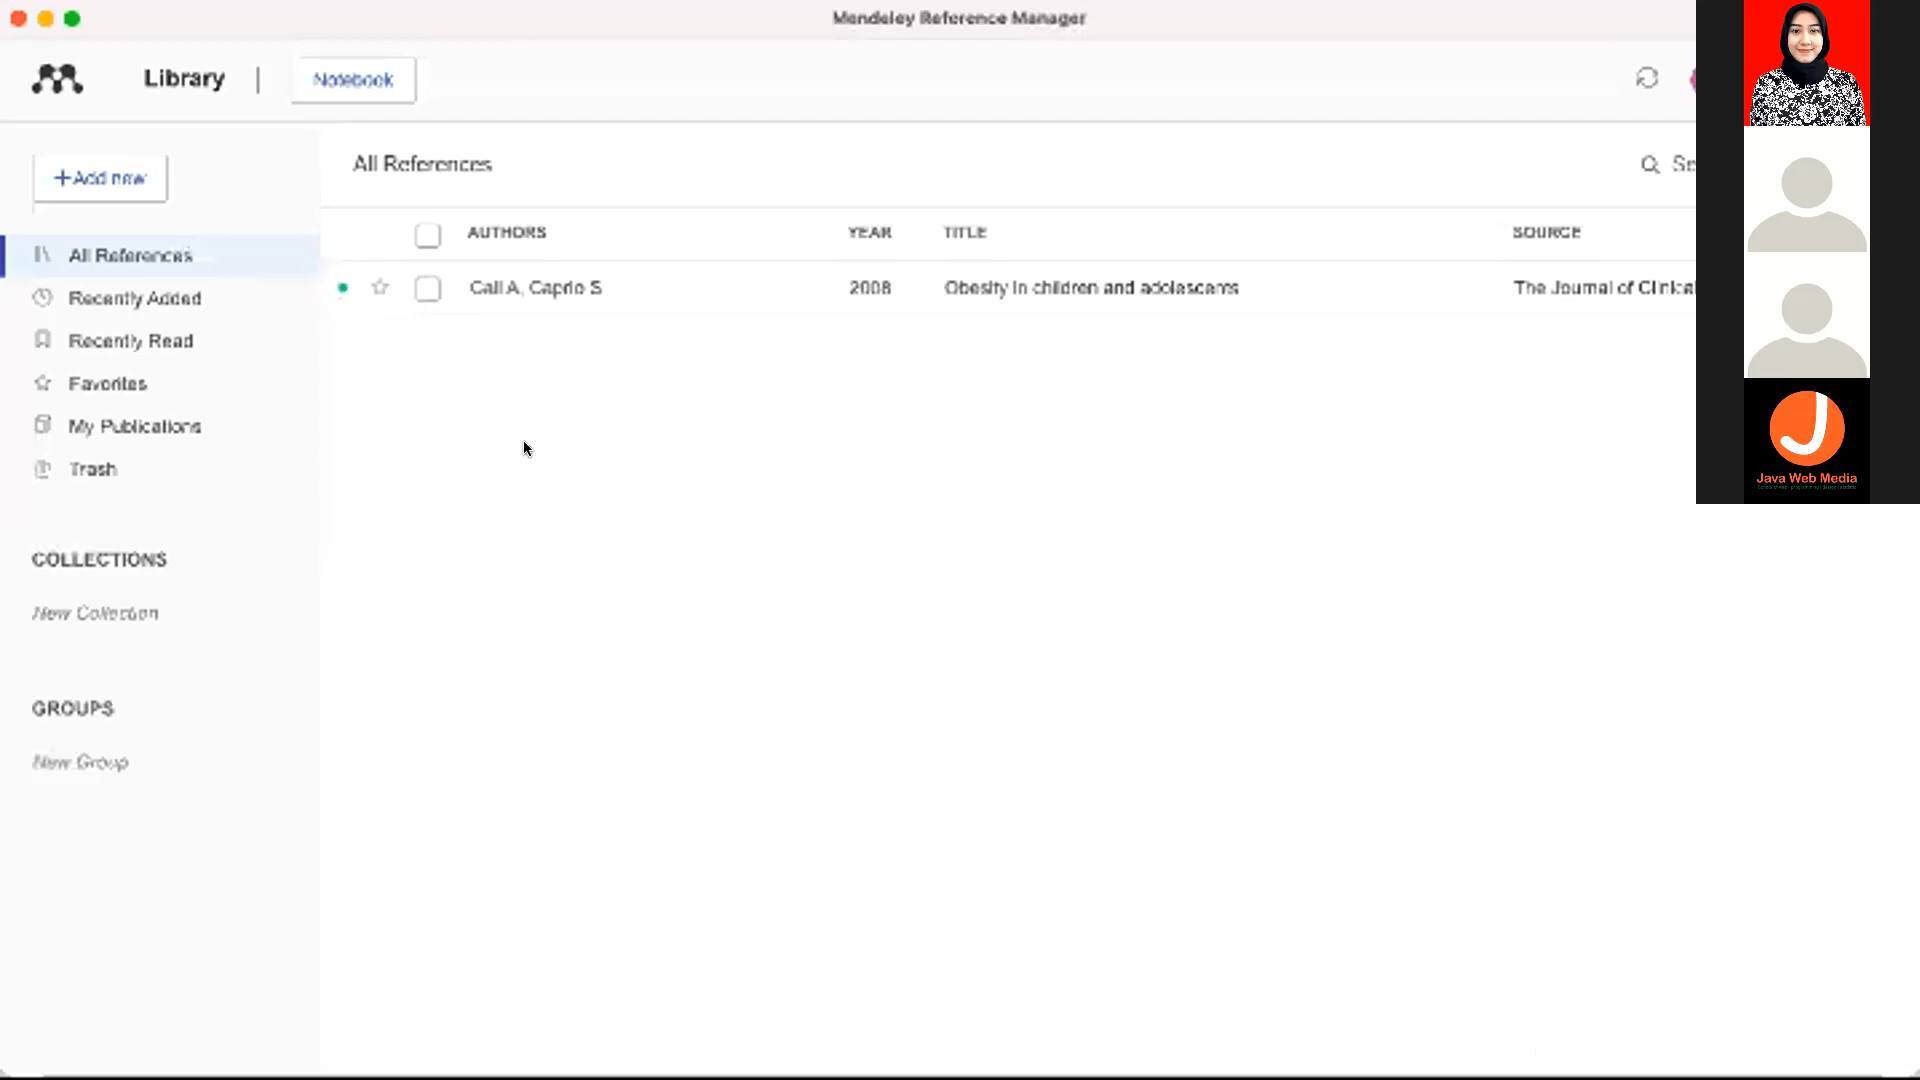 Mendeley Reference Manager
Library
Notebook
+Add new
All References
Recently Added
Recently Read
Favorites
My Publications
Trash
COLLECTIONS
New Collection
GROUPS
New Group
All References
AUTHORS YEAR TITLE SOURCE
Cali A, Caprio S 2008 Obesity in children and adolescents The Journal of Clinical
Java Web Media